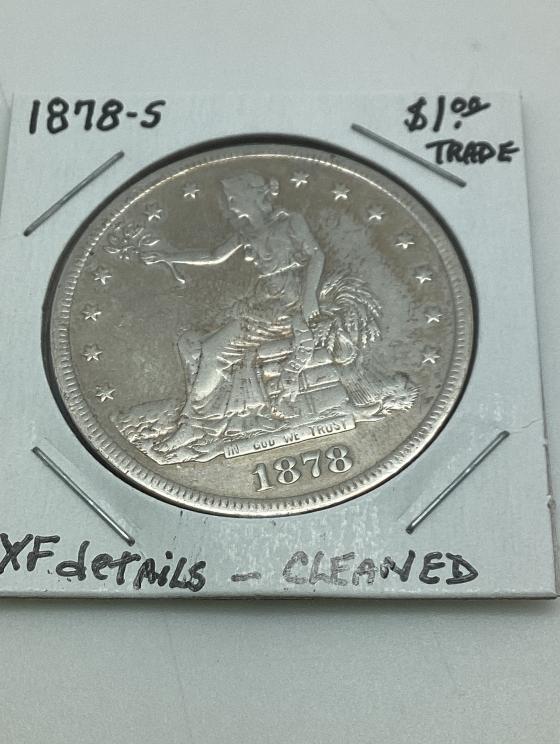 1878-S
$1.00
TRADE
IN GOD WE TRUST
1878
XF deTAiLS - CLEANED